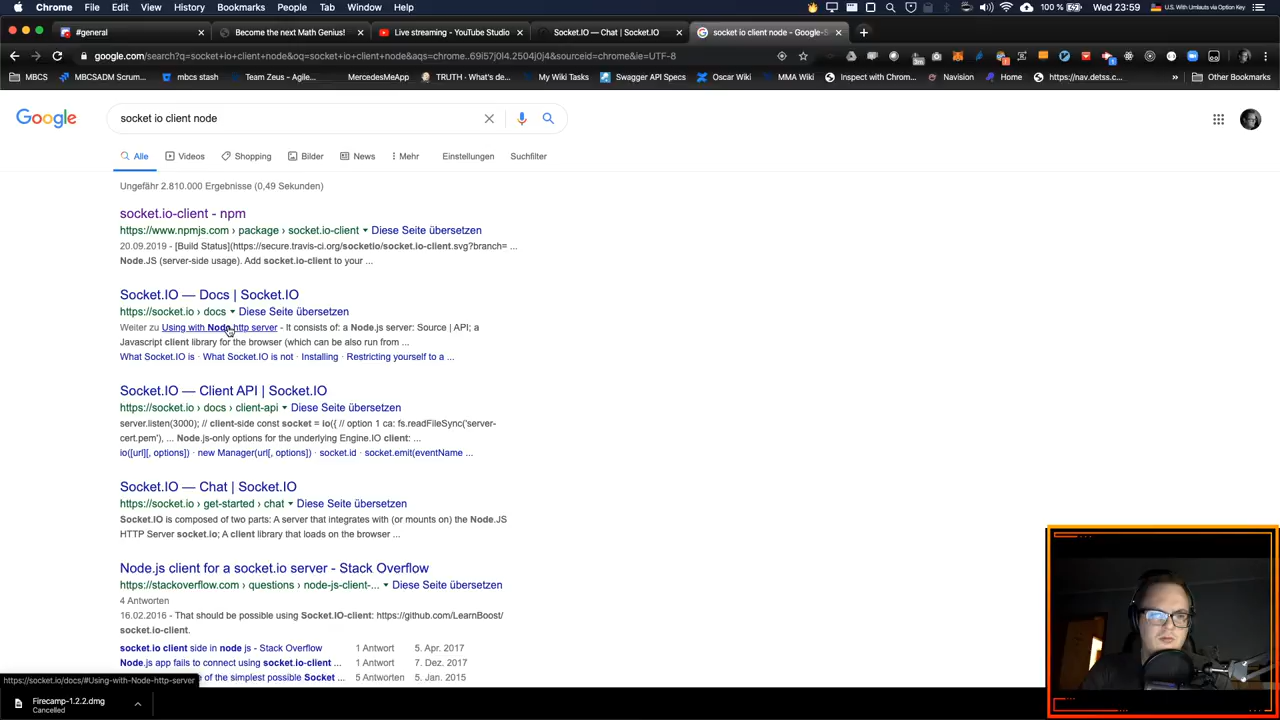 Chrome File Edit View History Bookmarks People Tab Window Help 100 % Wed 23:59 U.S. With Umlauts via Option Key
#general
Become the next Math Genius!
Live streaming - YouTube Studio
Socket.IO — Chat | Socket.IO
socket io client node - Google-S
google.com/search?q=socket+io+client+node&oq=socket+io+client+node&aqs=chrome..69i57j0l4.2504j0j4&sourceid=chrome&ie=UTF-8
MBCS MBCSADM Scrum... mbcs stash Team Zeus - Agile... MercedesMeApp TRUTH - What's de... My Wiki Tasks Swagger API Specs Oscar Wiki MMA Wiki Inspect with Chrom... Navision Home https://nav.detss.c... » Other Bookmarks
Google
socket io client node
Alle Videos Shopping Bilder News Mehr Einstellungen Suchfilter
Ungefähr 2.810.000 Ergebnisse (0,49 Sekunden)
socket.io-client - npm
https://www.npmjs.com › package › socket.io-client Diese Seite übersetzen
20.09.2019 - [Build Status](https://secure.travis-ci.org/socketio/socket.io-client.svg?branch= ...
Node.JS (server-side usage). Add socket.io-client to your ...
Socket.IO — Docs | Socket.IO
https://socket.io › docs Diese Seite übersetzen
Weiter zu Using with Node http server - It consists of: a Node.js server: Source | API; a
Javascript client library for the browser (which can be also run from ...
What Socket.IO is · What Socket.IO is not · Installing · Restricting yourself to a ...
Socket.IO — Client API | Socket.IO
https://socket.io › docs › client-api Diese Seite übersetzen
server.listen(3000); // client-side const socket = io({ // option 1 ca: fs.readFileSync('server-
cert.pem'), ... Node.js-only options for the underlying Engine.IO client: ...
io([url][, options]) · new Manager(url[, options]) · socket.id · socket.emit(eventName ...
Socket.IO — Chat | Socket.IO
https://socket.io › get-started › chat Diese Seite übersetzen
Socket.IO is composed of two parts: A server that integrates with (or mounts on) the Node.JS
HTTP Server socket.io; A client library that loads on the browser ...
Node.js client for a socket.io server - Stack Overflow
https://stackoverflow.com › questions › node-js-client-... Diese Seite übersetzen
4 Antworten
16.02.2016 - That should be possible using Socket.IO-client: https://github.com/LearnBoost/
socket.io-client.
socket.io client side in node js - Stack Overflow 1 Antwort 5. Apr. 2017
Node.js app fails to connect using socket.io-client ... 1 Antwort 7. Dez. 2017
e of the simplest possible Socket ... 5 Antworten 5. Jan. 2015
https://socket.io/docs/#Using-with-Node-http-server
Firecamp-1.2.2.dmg
Cancelled